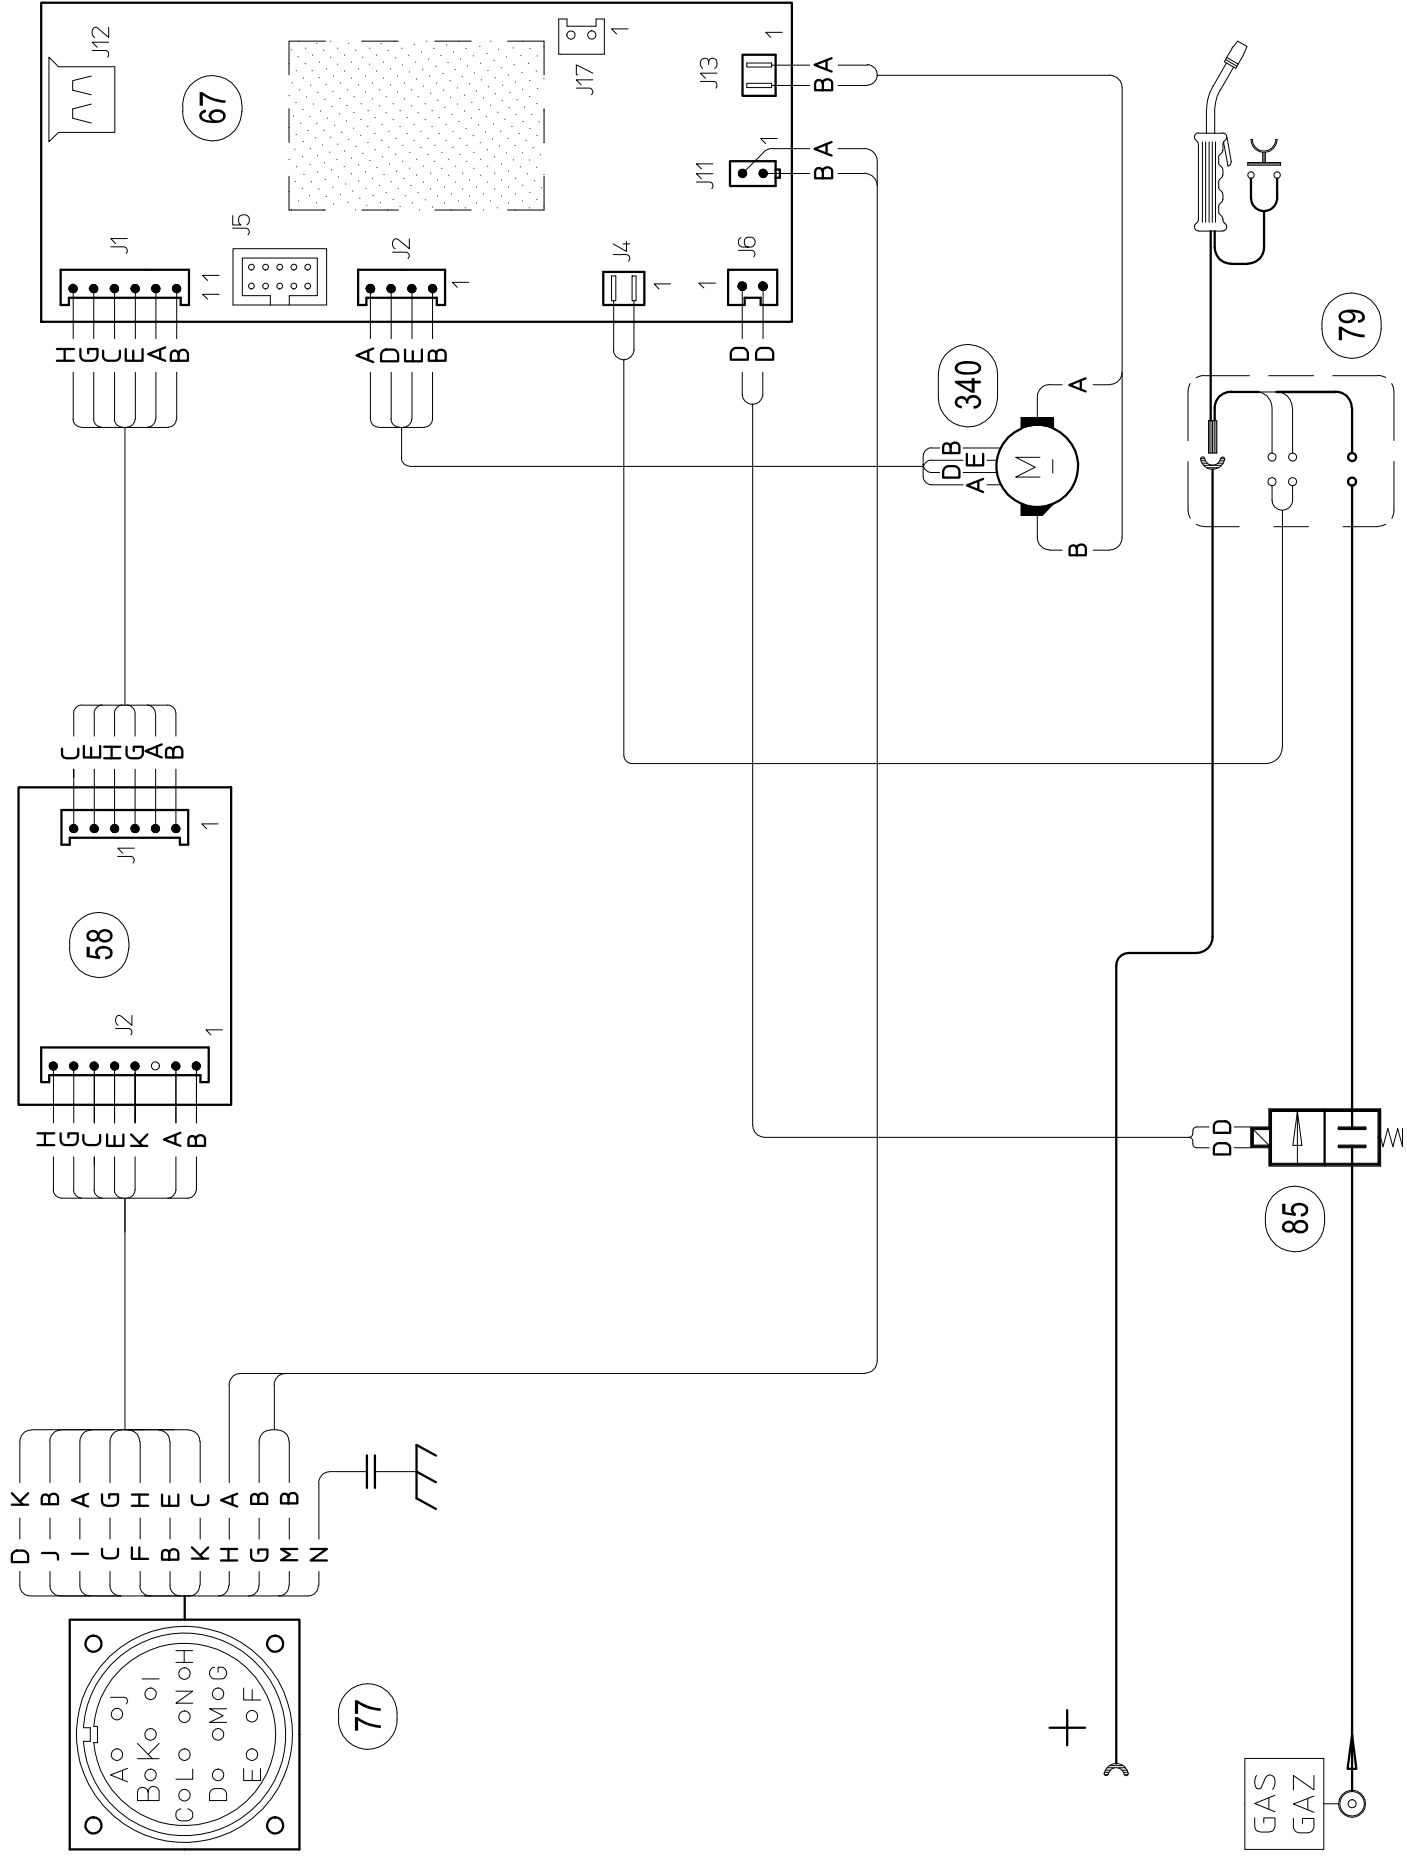 J12
67
J17
1
J13
1
A
B
J11
1
A
B
J1
1
1
J5
J2
1
J4
1
J6
1
H
G
C
E
A
B
A
D
E
B
D
D
340
B
E
D
A
M
A
B
79
C
E
H
G
A
B
J1
1
58
J2
1
H
G
C
E
K
A
B
D
D
85
D K
J B
I A
C G
F H
B E
K C
H A
G B
M B
N
A J
B K I
C L N H
D M G
E F
77
+
GAS
GAZ